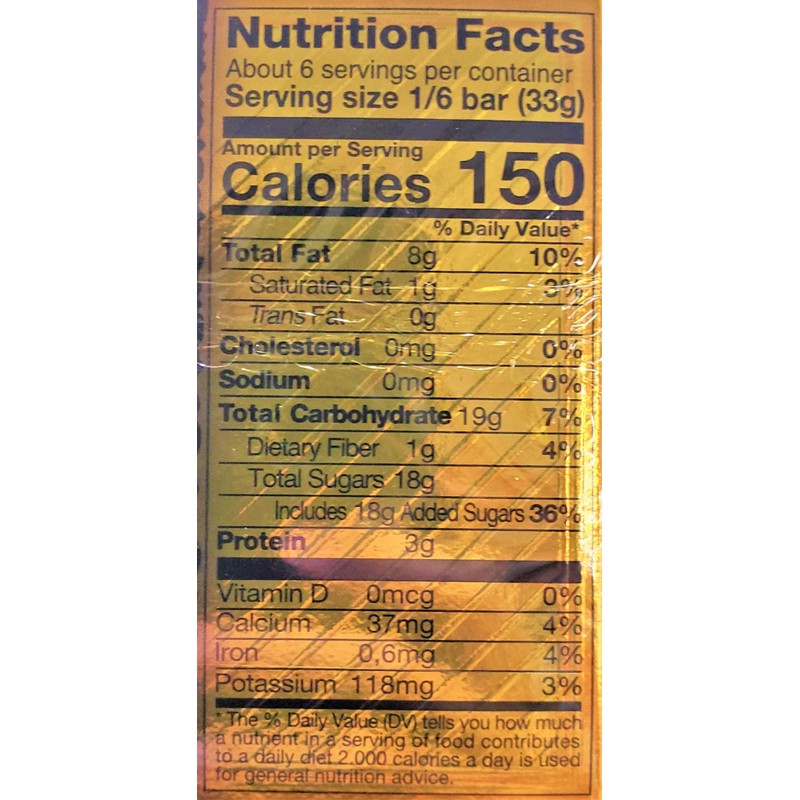 Nutrition Facts
About 6 servings per container
Serving size 1/6 bar (33g)
Amount per Serving
Calories 150
% Daily Value*
Total Fat 8g 10%
Saturated Fat 1g 3%
Trans Fat 0g
Cholesterol 0mg 0%
Sodium 0mg 0%
Total Carbohydrate 19g 7%
Dietary Fiber 1g 4%
Total Sugars 18g
Includes 18g Added Sugars 36%
Protein 3g
Vitamin D 0mcg 0%
Calcium 37mg 4%
Iron 0,6mg 4%
Potassium 118mg 3%
* The % Daily Value (DV) tells you how much
a nutrient in a serving of food contributes
to a daily diet 2.000 calories a day is used
for general nutrition advice.